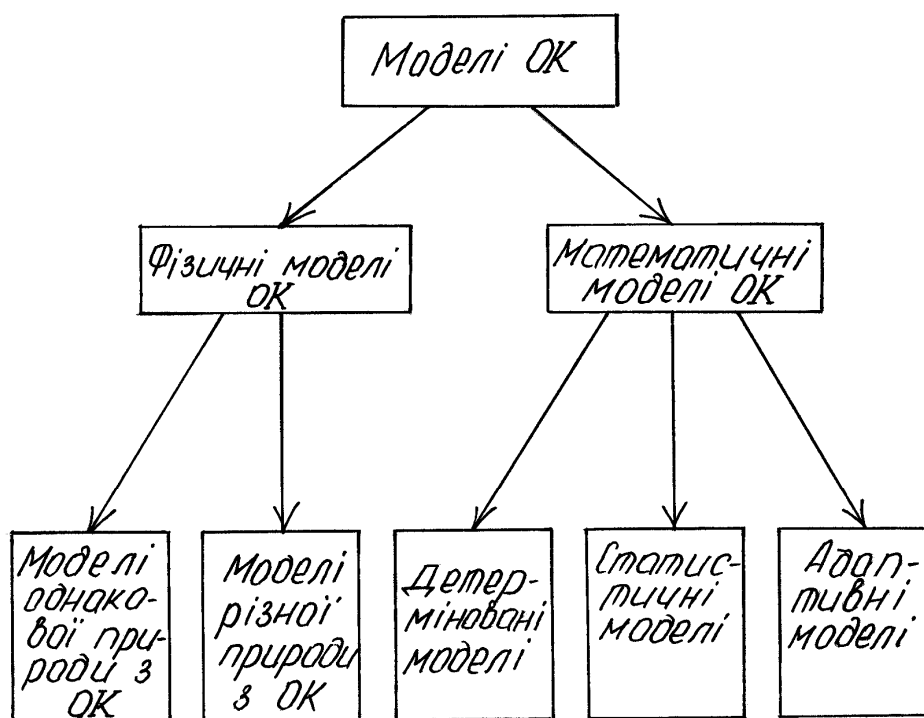 Моделі ОК
Фізичні моделі
ОК
Математичні
моделі ОК
Моделі
однако-
вої при-
роди з
ОК
Моделі
різної
природи
з ОК
Детер-
міновані
моделі
Статис-
тичні
моделі
Адап-
тивні
моделі